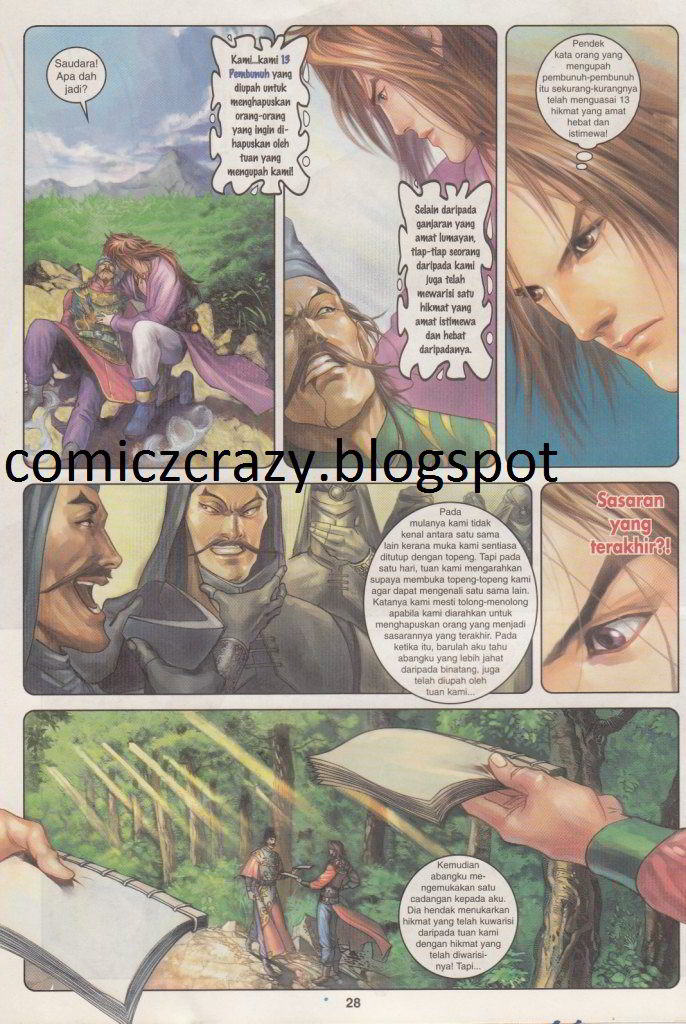 Saudara!
Apa dah
jadi?
Kami...kami 13
Pembunuh yang
diupah untuk
menghapuskan
orang-orang
yang ingin di-
hapuskan oleh
tuan yang
mengupah kami!
Selain daripada
ganjaran yang
amat lumayan,
tiap-tiap seorang
daripada kami
juga telah
mewarisi satu
hikmat yang
amat istimewa
dan hebat
daripadanya.
Pendek
kata orang yang
mengupah
pembunuh-pembunuh
itu sekurang-kurangnya
telah menguasai 13
hikmat yang amat
hebat dan
istimewa!
comiczcrazy.blogspot
Pada
mulanya kami tidak
kenal antara satu sama
lain kerana muka kami sentiasa
ditutup dengan topeng. Tapi pada
satu hari, tuan kami mengarahkan
supaya membuka topeng-topeng kami
agar dapat mengenali satu sama lain.
Katanya kami mesti tolong-menolong
apabila kami diarahkan untuk
menghapuskan orang yang menjadi
sasarannya yang terakhir. Pada
ketika itu, barulah aku tahu
abangku yang lebih jahat
daripada binatang, juga
telah diupah oleh
tuan kami...
Sasaran
yang
terakhir?!
Kemudian
abangku me-
ngemukakan satu
cadangan kepada aku.
Dia hendak menukarkan
hikmat yang telah kuwarisi
daripada tuan kami
dengan hikmat yang
telah diwarisi-
nya! Tapi...
28